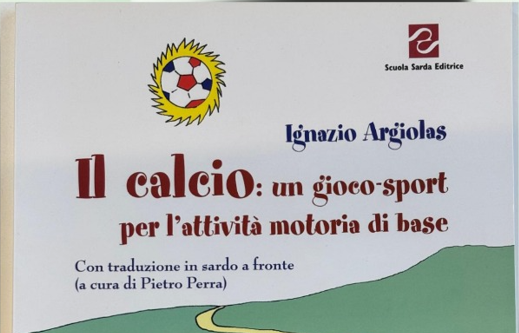 Scuola Sarda Editrice
Ignazio Argiolas
Il calcio: un gioco-sport
per l'attività motoria di base
Con traduzione in sardo a fronte
(a cura di Pietro Perra)